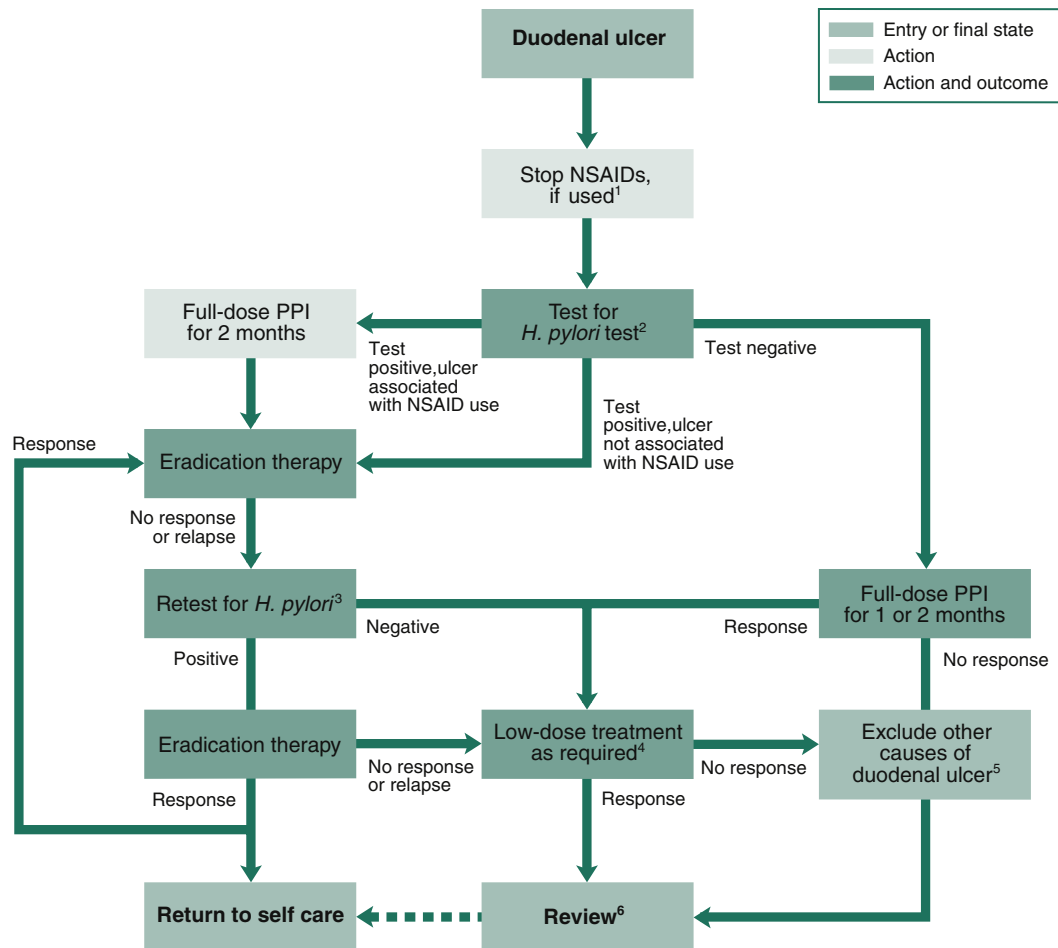 Duodenal ulcer
Entry or final state
Action
Action and outcome
Stop NSAIDs,
if used¹
Full-dose PPI
for 2 months
Test for
H. pylori test²
Test
positive,ulcer
associated
with NSAID use
Test negative
Test
positive,ulcer
not associated
with NSAID use
Response
Eradication therapy
No response
or relapse
Retest for H. pylori³
Negative
Response
Full-dose PPI
for 1 or 2 months
Positive
No response
Eradication therapy
No response
or relapse
Low-dose treatment
as required⁴
No response
Exclude other
causes of
duodenal ulcer⁵
Response
Response
Return to self care
Review⁶